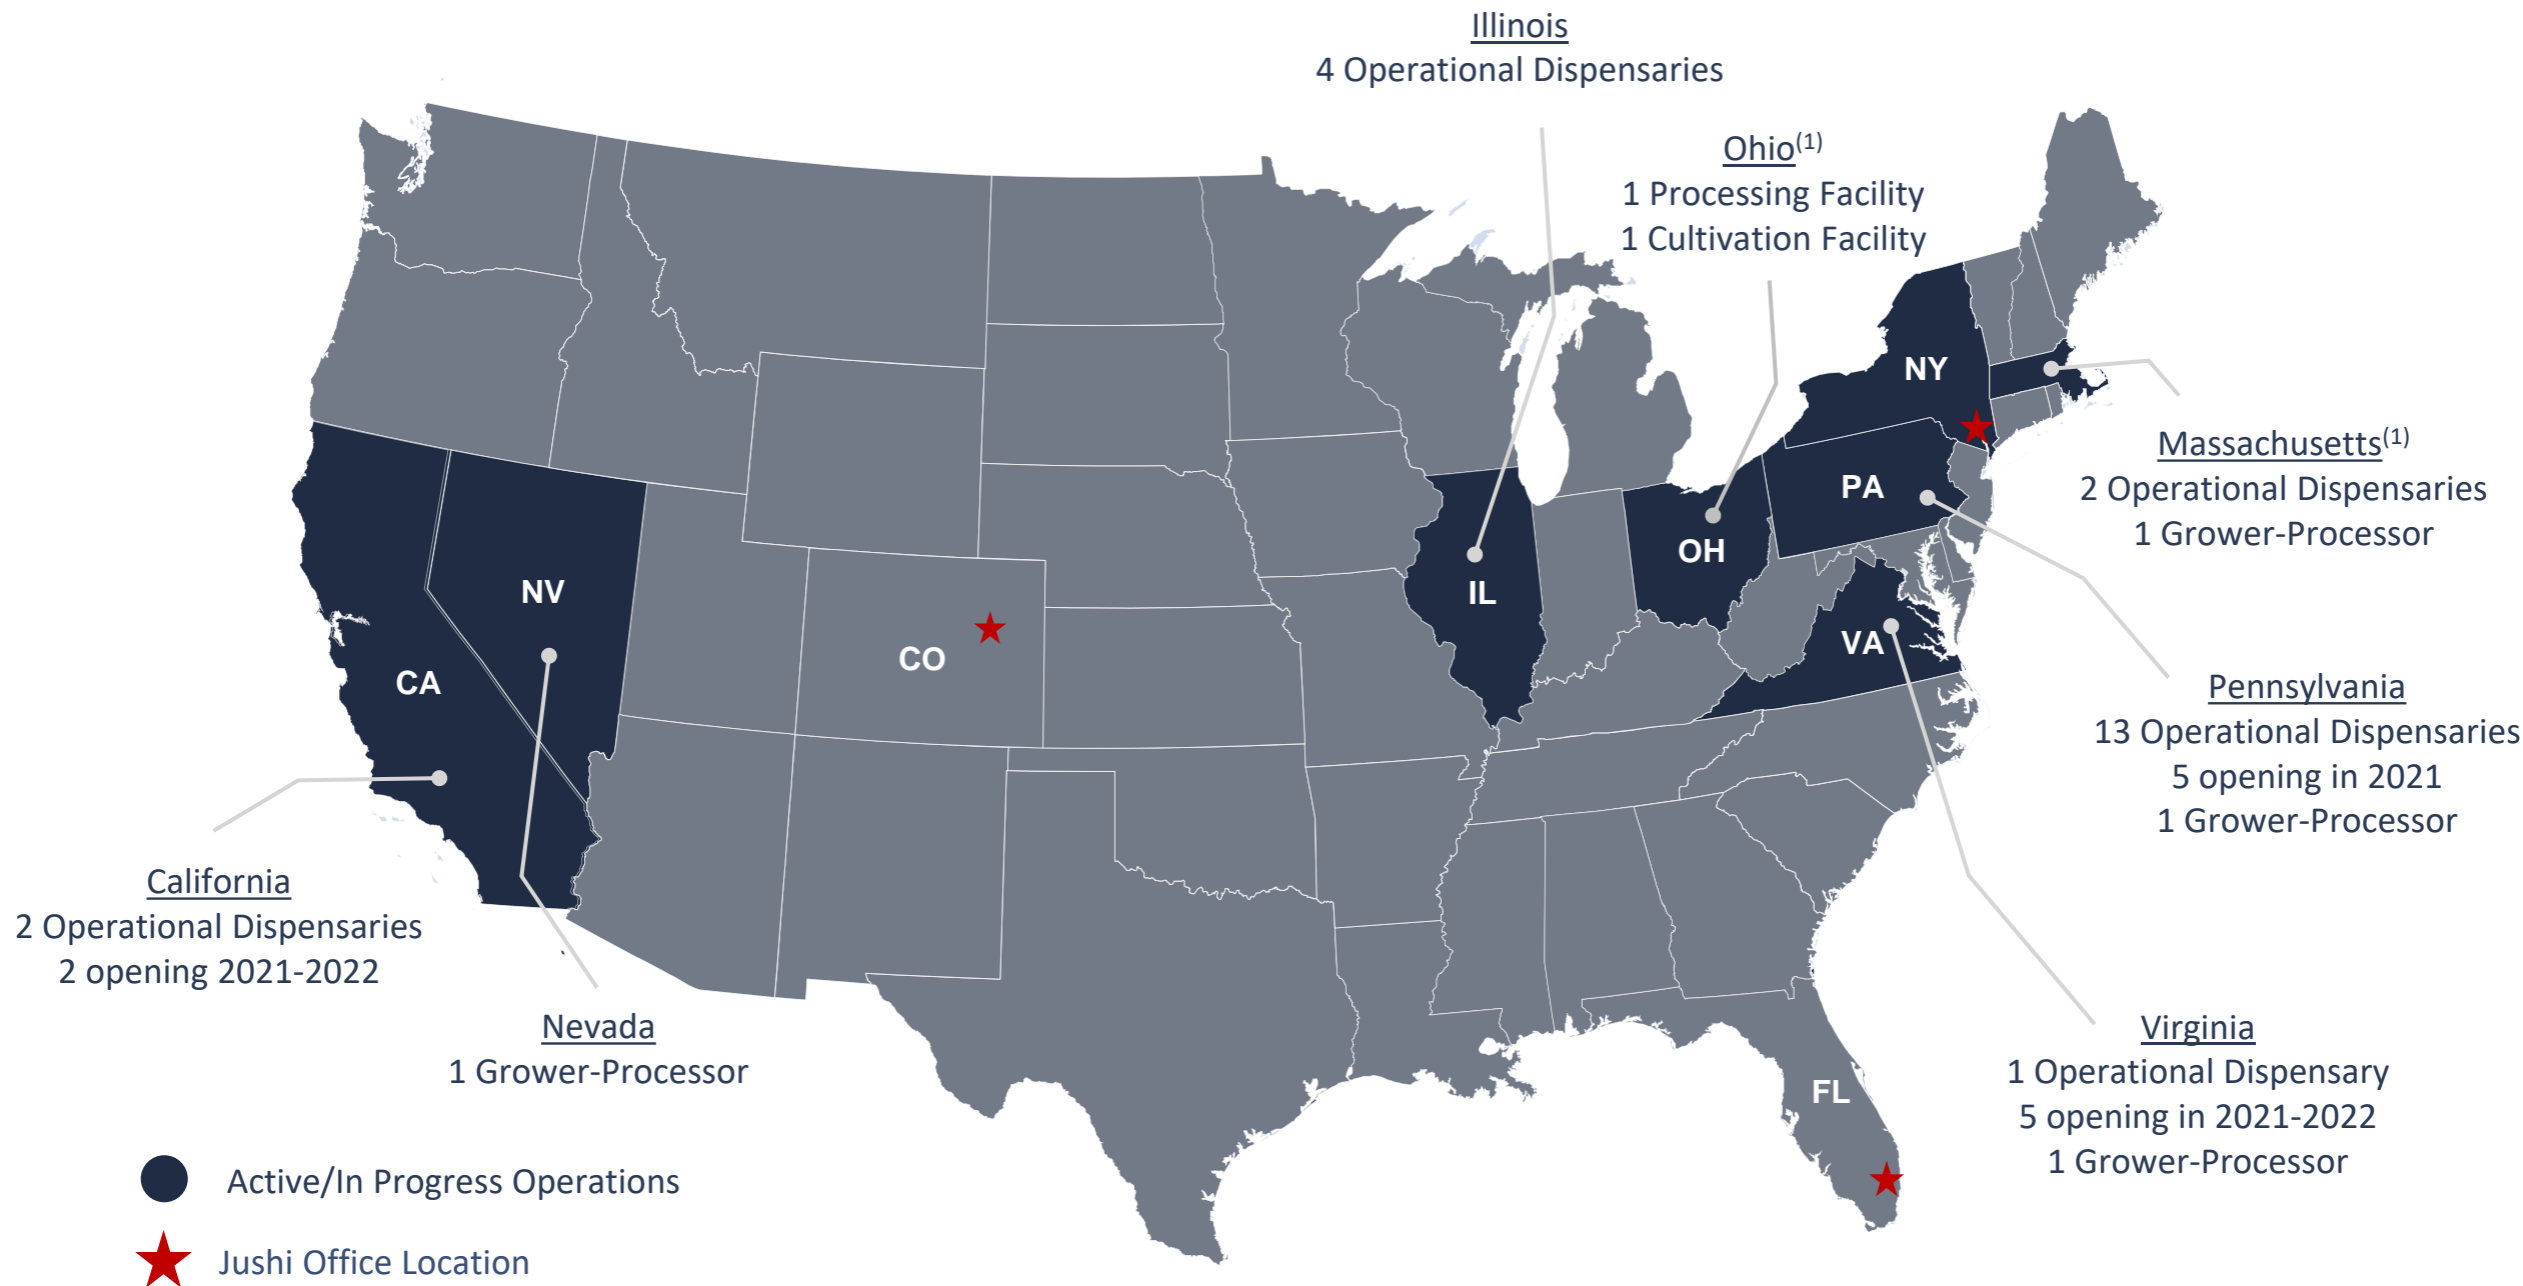 Illinois
4 Operational Dispensaries
Ohio(1)
1 Processing Facility
1 Cultivation Facility
NY
Massachusetts(1)
2 Operational Dispensaries
1 Grower-Processor
PA
OH
NV
IL
VA
CO
CA
Pennsylvania
13 Operational Dispensaries
5 opening in 2021
1 Grower-Processor
California
2 Operational Dispensaries
2 opening 2021-2022
Nevada
1 Grower-Processor
Virginia
1 Operational Dispensary
5 opening in 2021-2022
1 Grower-Processor
FL
Active/In Progress Operations
Jushi Office Location